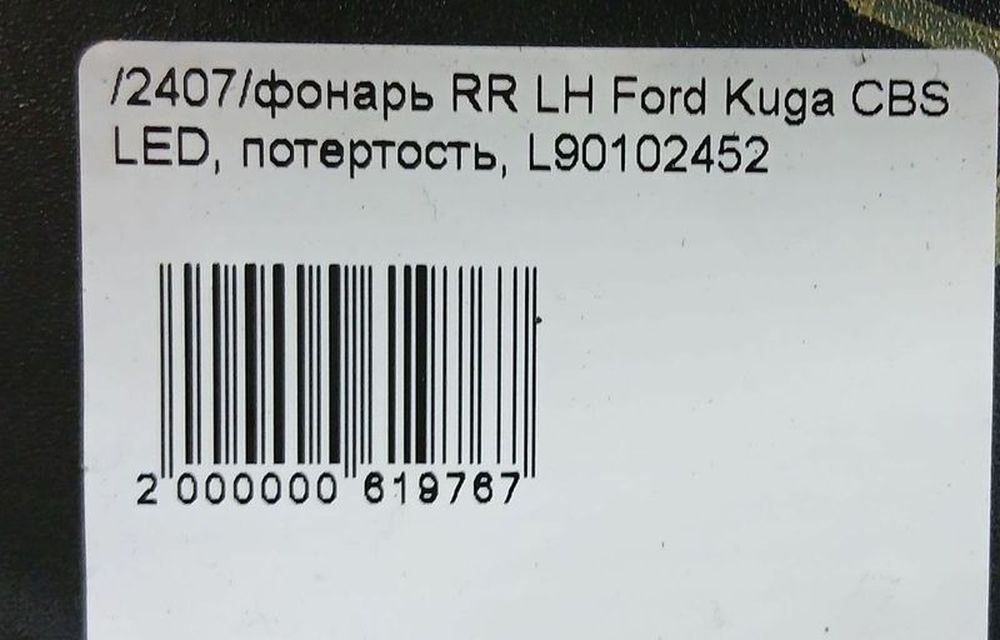 /2407/фонарь RR LH Ford Kuga CBS
LED, потертость, L90102452
2 000000 619767